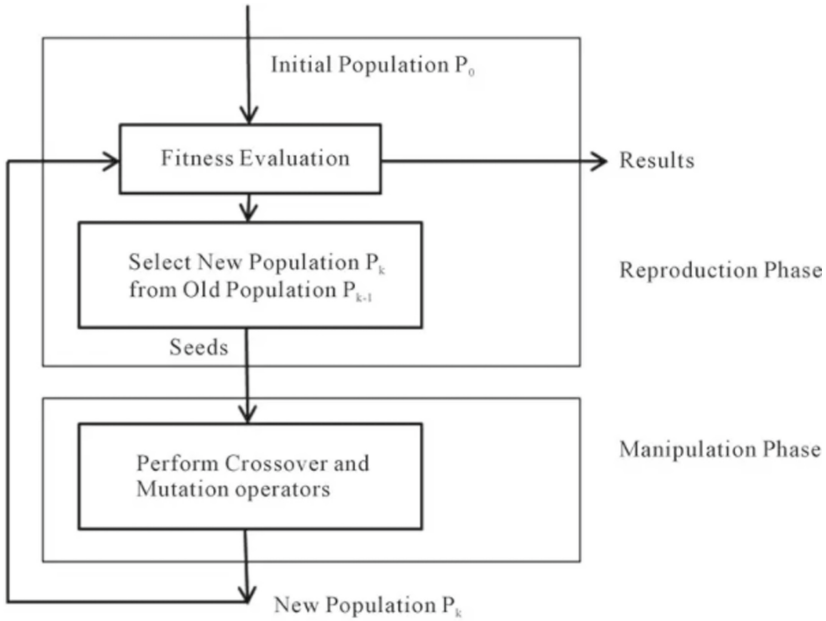 Initial Population P₀
Fitness Evaluation
Results
Select New Population Pₖ
from Old Population Pₖ₋₁
Reproduction Phase
Seeds
Perform Crossover and
Mutation operators
Manipulation Phase
New Population Pₖ